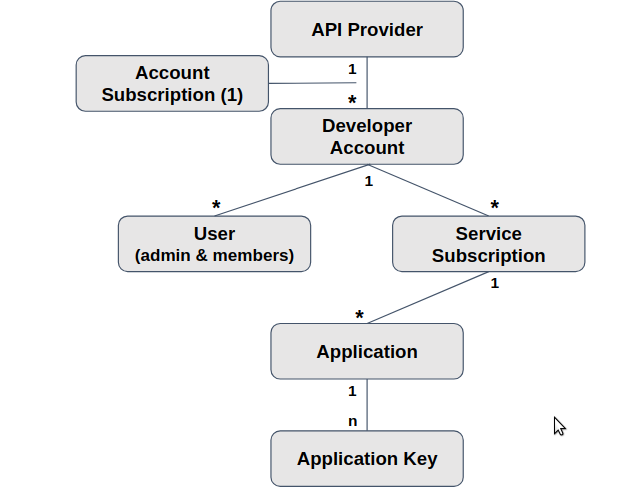 API Provider
1
Account
Subscription (1)
*
Developer
Account
1
*
*
User
(admin & members)
Service
Subscription
1
*
Application
1
n
Application Key